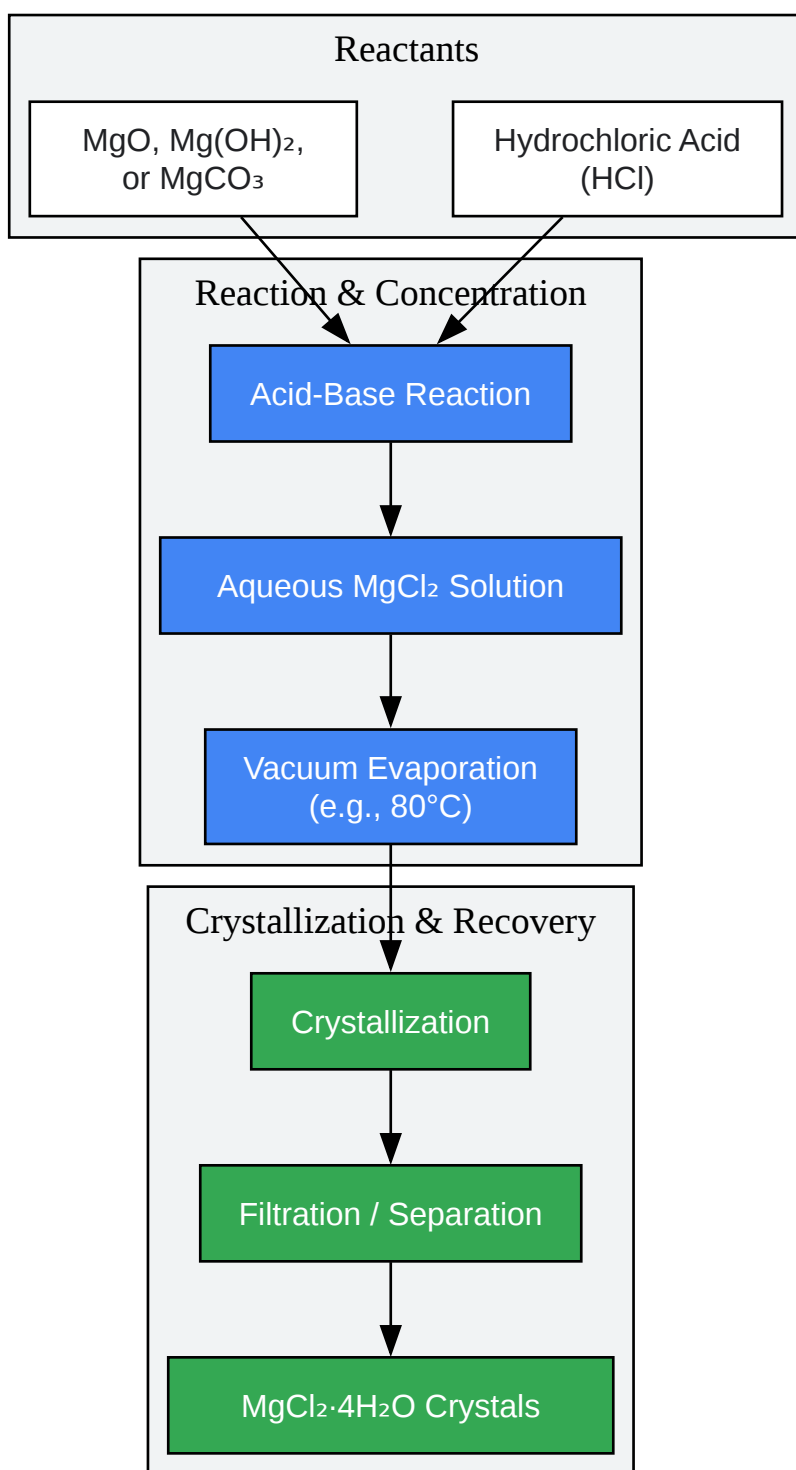 Reactants
MgO, Mg(OH)₂,
or MgCO₃
Hydrochloric Acid
(HCl)
Reaction & Concentration
Acid-Base Reaction
Aqueous MgCl₂ Solution
Vacuum Evaporation
(e.g., 80°C)
Crystallization & Recovery
Crystallization
Filtration / Separation
MgCl₂·4H₂O Crystals